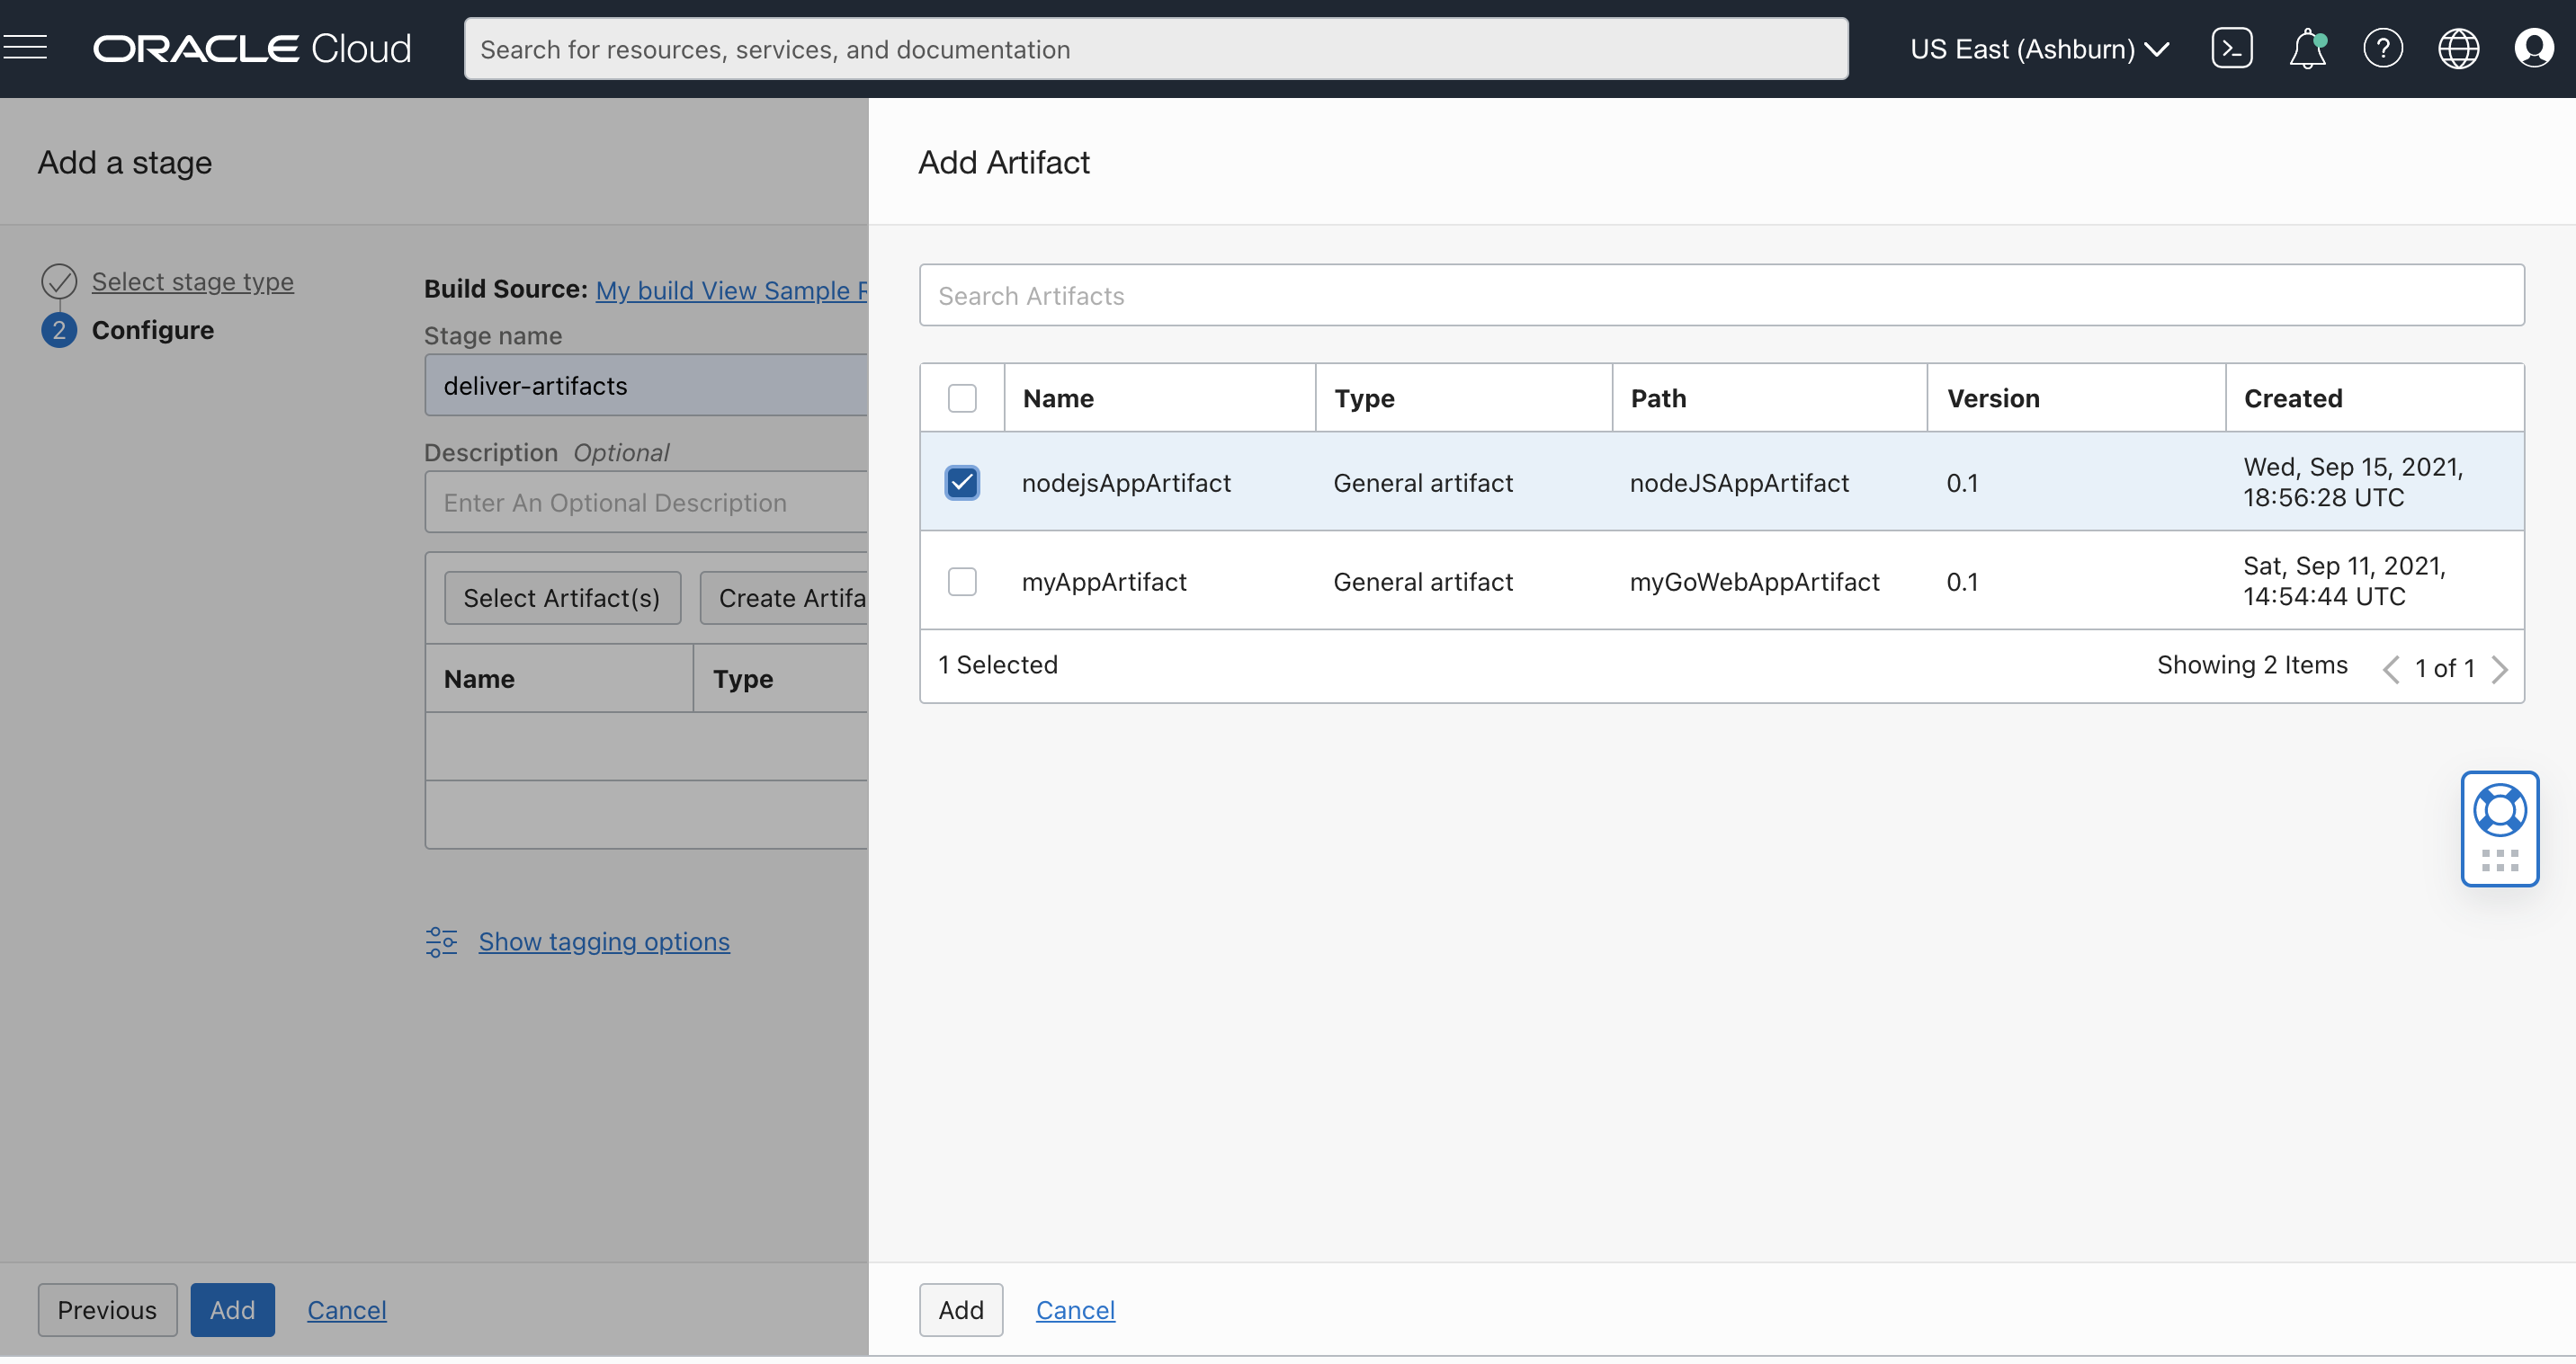 ORACLE Cloud
Search for resources, services, and documentation
US East (Ashburn)
Add a stage
Select stage type
2 Configure
Build Source: My build View Sample
Stage name
deliver-artifacts
Description Optional
Enter An Optional Description
Select Artifact(s) Create Artifa
Name Type
Show tagging options
Previous Add Cancel
Add Artifact
Search Artifacts
Name Type Path Version Created
nodejsAppArtifact General artifact nodeJSAppArtifact 0.1 Wed, Sep 15, 2021,
18:56:28 UTC
myAppArtifact General artifact myGoWebAppArtifact 0.1 Sat, Sep 11, 2021,
14:54:44 UTC
1 Selected Showing 2 Items 1 of 1
Add Cancel